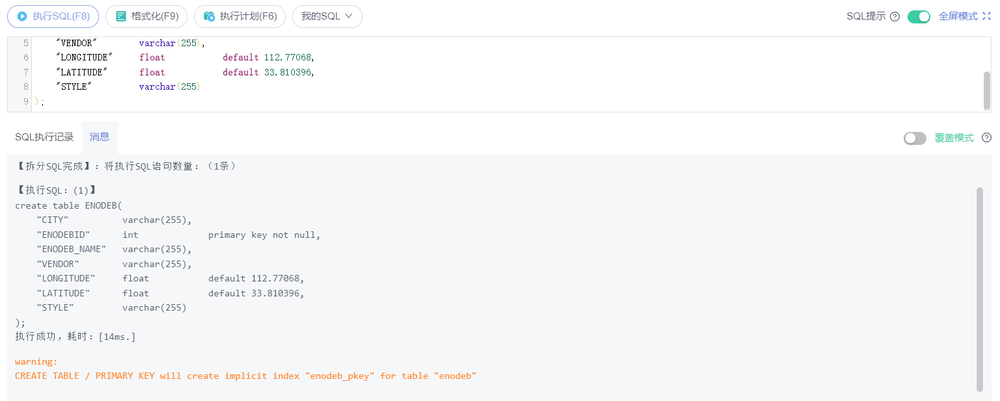 执行SQL(F8) 格式化(F9) 执行计划(F6) 我的SQL SQL提示 全屏模式
5 "VENDOR" varchar(255),
6 "LONGITUDE" float default 112.77068,
7 "LATITUDE" float default 33.810396,
8 "STYLE" varchar(255)
9 );
SQL执行记录 消息 覆盖模式
【拆分SQL完成】:将执行SQL语句数量:(1条)
【执行SQL:(1)】
create table ENODEB(
"CITY" varchar(255),
"ENODEBID" int primary key not null,
"ENODEB_NAME" varchar(255),
"VENDOR" varchar(255),
"LONGITUDE" float default 112.77068,
"LATITUDE" float default 33.810396,
"STYLE" varchar(255)
);
执行成功,耗时:[14ms.]
warning:
CREATE TABLE / PRIMARY KEY will create implicit index "enodeb_pkey" for table "enodeb"